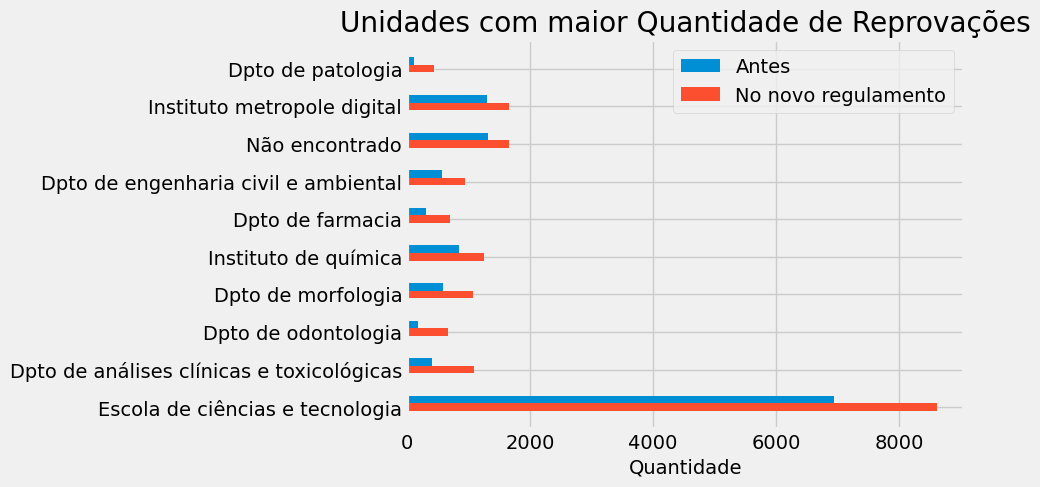 Unidades com maior Quantidade de Reprovações
Antes
No novo regulamento
Dpto de patologia
Instituto metropole digital
Não encontrado
Dpto de engenharia civil e ambiental
Dpto de farmacia
Instituto de química
Dpto de morfologia
Dpto de odontologia
Dpto de análises clínicas e toxicológicas
Escola de ciências e tecnologia
0 2000 4000 6000 8000
Quantidade